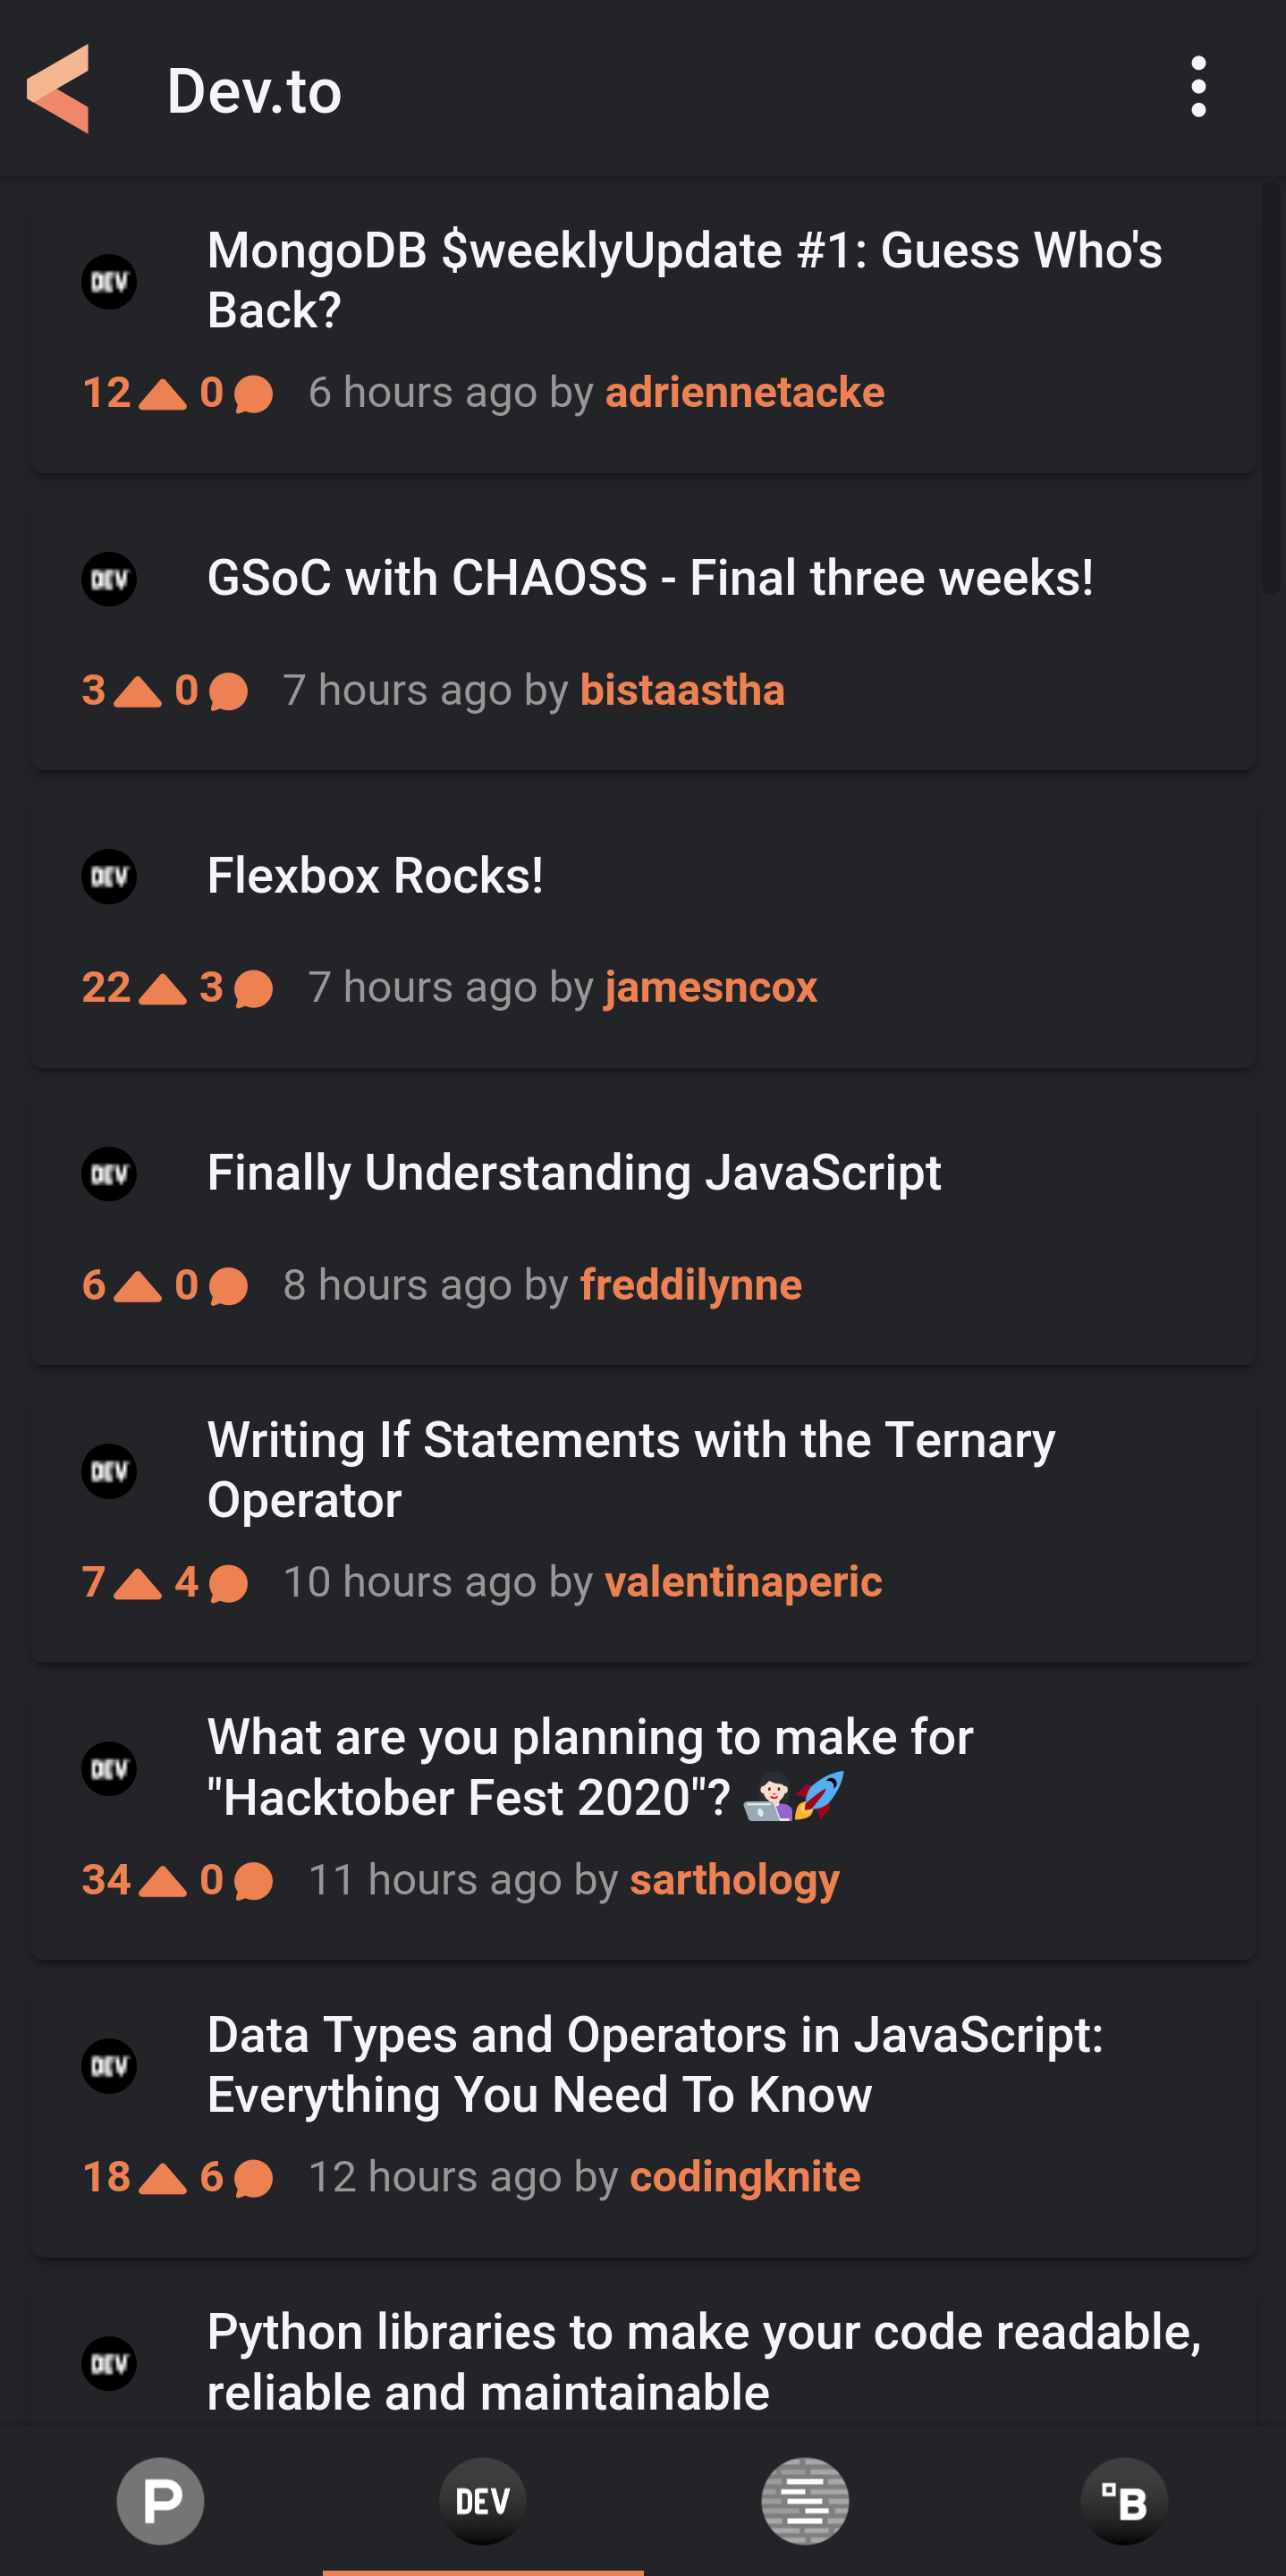 Dev.to
MongoDB $weeklyUpdate #1: Guess Who's
Back?
DEV
12 0 6 hours ago by adriennetacke
GSoC with CHAOSS - Final three weeks!
DEV
3 0 7 hours ago by bistaastha
Flexbox Rocks!
DEV
22 3 7 hours ago by jamesncox
Finally Understanding JavaScript
DEV
6 0 8 hours ago by freddilynne
Writing If Statements with the Ternary
Operator
DEV
7 4 10 hours ago by valentinaperic
What are you planning to make for
"Hacktober Fest 2020"? 👩🏻‍💻🚀
DEV
34 0 11 hours ago by sarthology
Data Types and Operators in JavaScript:
Everything You Need To Know
DEV
18 6 12 hours ago by codingknite
Python libraries to make your code readable,
reliable and maintainable
DEV
P DEV B